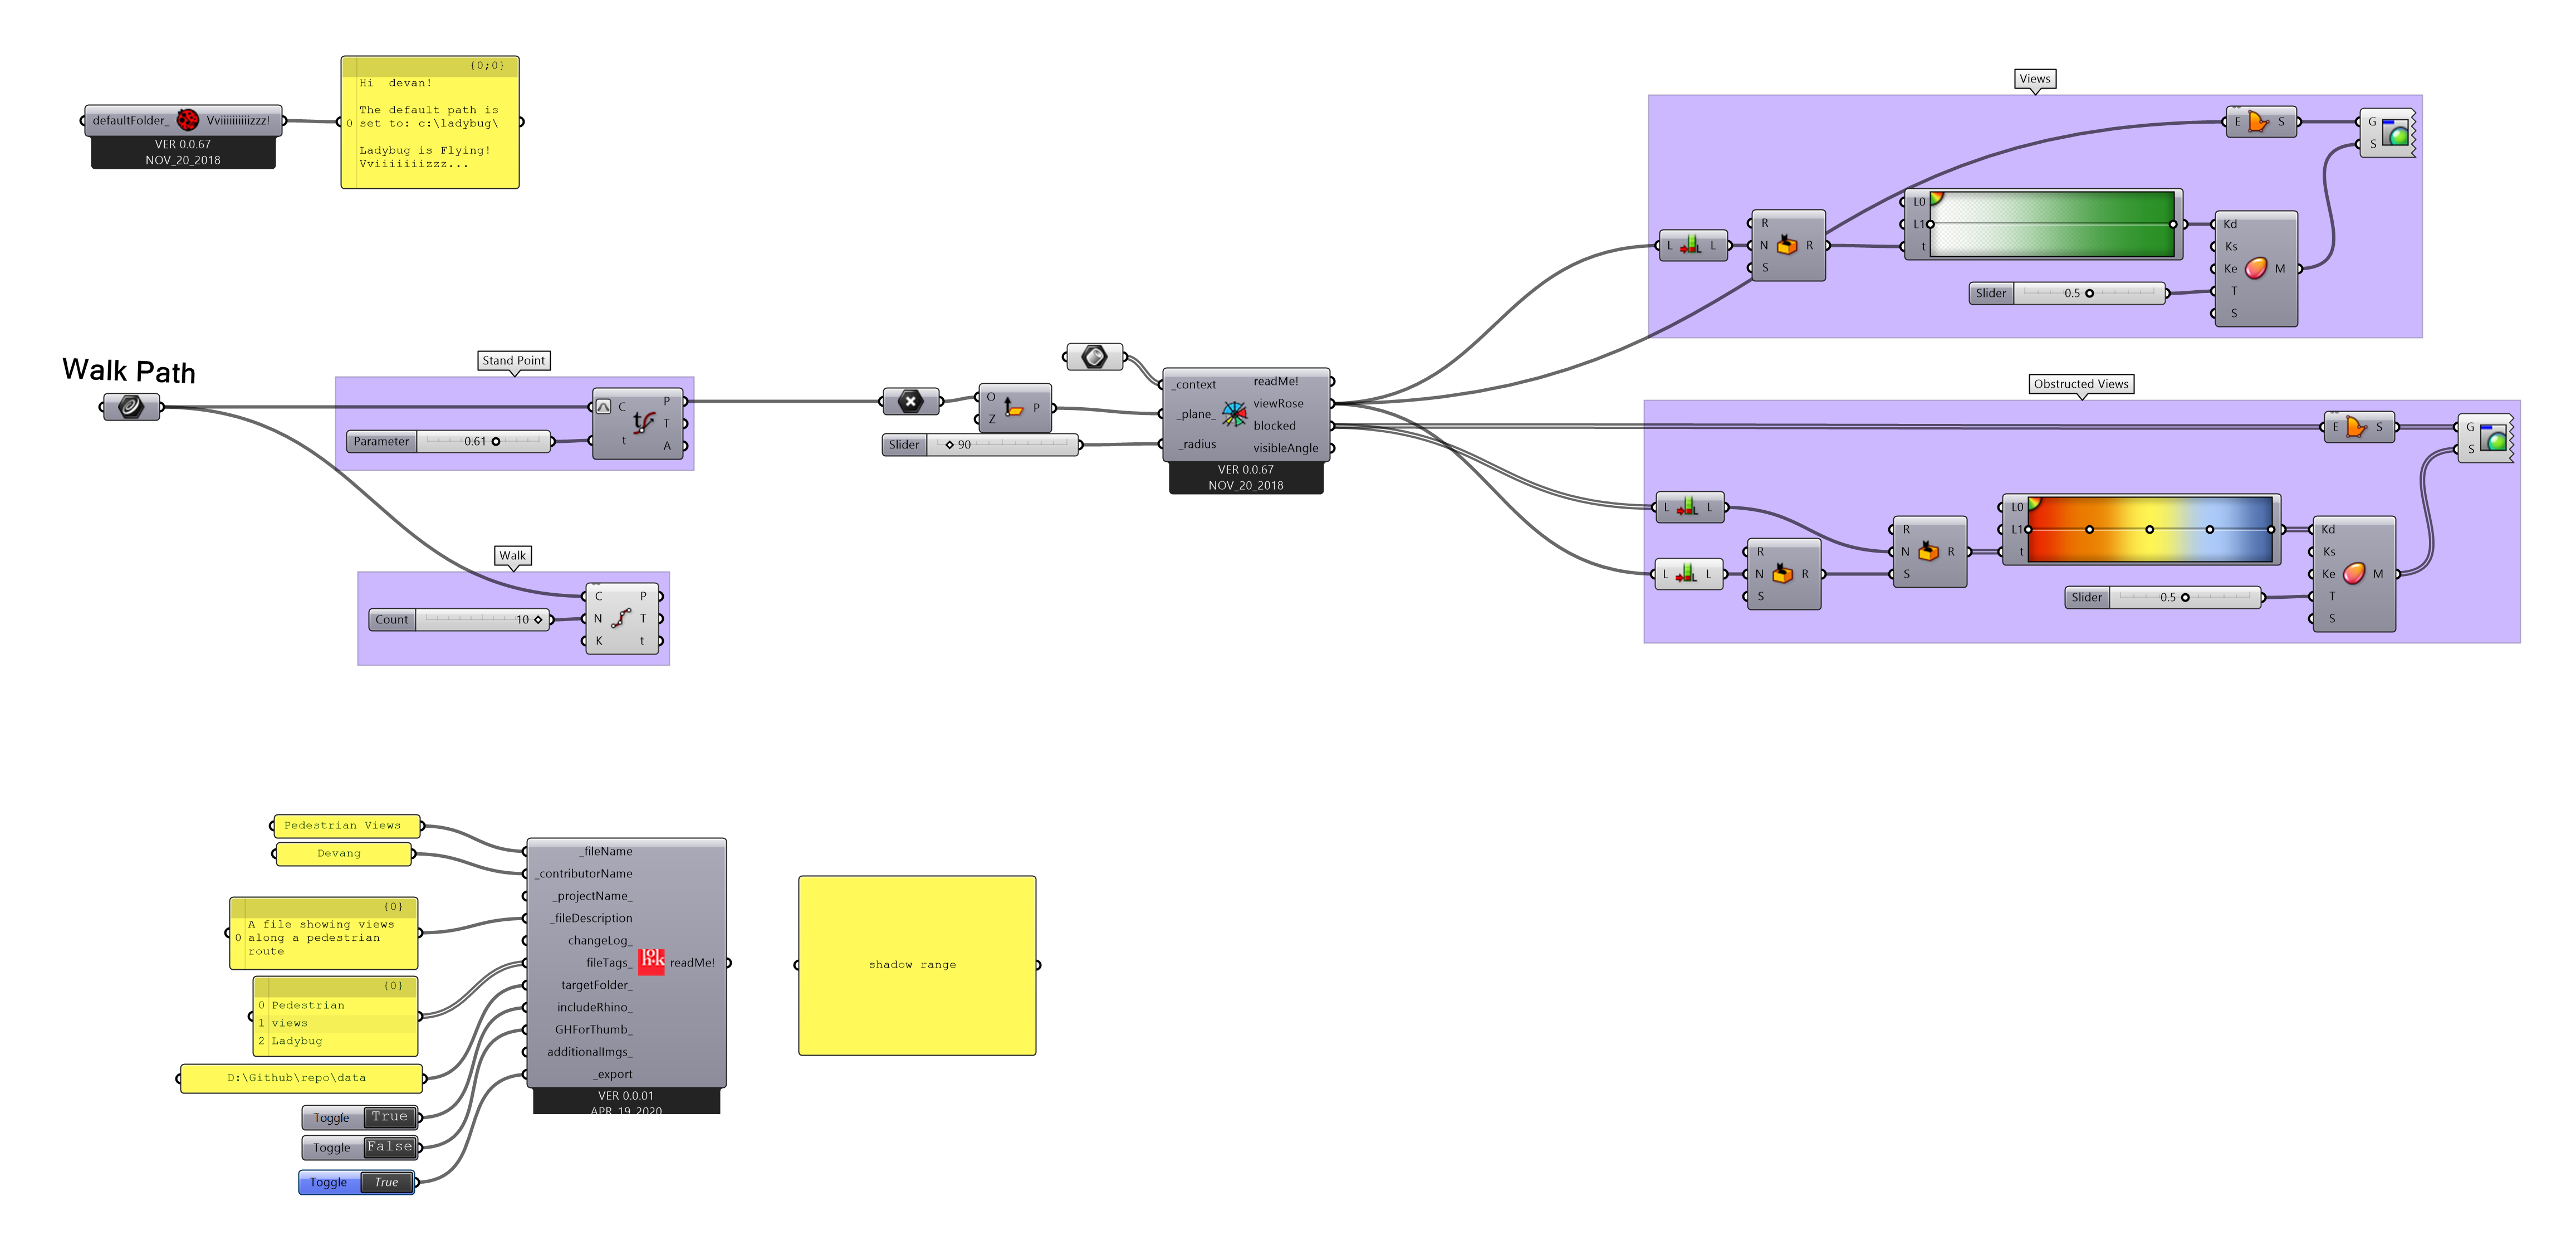 {0;0}
Hi  devan!
The default path is
0 set to: c:\ladybug\
Ladybug is Flying!
Vviiiiiiizzz...
defaultFolder_ Vviiiiiiiiiizzz!
VER 0.0.67
NOV_20_2018
Walk Path
Stand Point
C
t
P
T
A
Parameter 0.61
Walk
C
N
K
P
T
t
Count 10
O
Z
P
Slider 90
_context
_plane_
_radius
readMe!
viewRose
blocked
visibleAngle
VER 0.0.67
NOV_20_2018
Views
E S
G
S
L L
R
N
S
R
L0
L1
t
Kd
Ks
Ke
T
S
M
Slider 0.5
Obstructed Views
E S
G
S
L L
L L
R
N
S
R
R
N
S
R
L0
L1
t
Kd
Ks
Ke
T
S
M
Slider 0.5
Pedestrian Views
Devang
{0}
A file showing views
0 along a pedestrian
route
{0}
0 Pedestrian
1 views
2 Ladybug
D:\Github\repo\data
Toggle True
Toggle False
Toggle True
_fileName
_contributorName
_projectName_
_fileDescription
changeLog_
fileTags_
targetFolder_
includeRhino_
GHForThumb_
additionalImgs_
_export
hok
readMe!
VER 0.0.01
APR_19_2020
shadow range